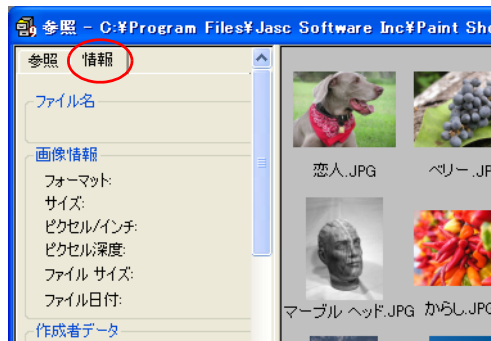 参照 - C:¥Program Files¥Jasc Software Inc¥Paint Sho
参照 情報
ファイル名
画像情報
フォーマット:
サイズ:
ピクセル/インチ:
ピクセル深度:
ファイル サイズ:
ファイル日付:
作成者データ
恋人.JPG
ベリー.JP
マーブル ヘッド.JPG
からし.JPG